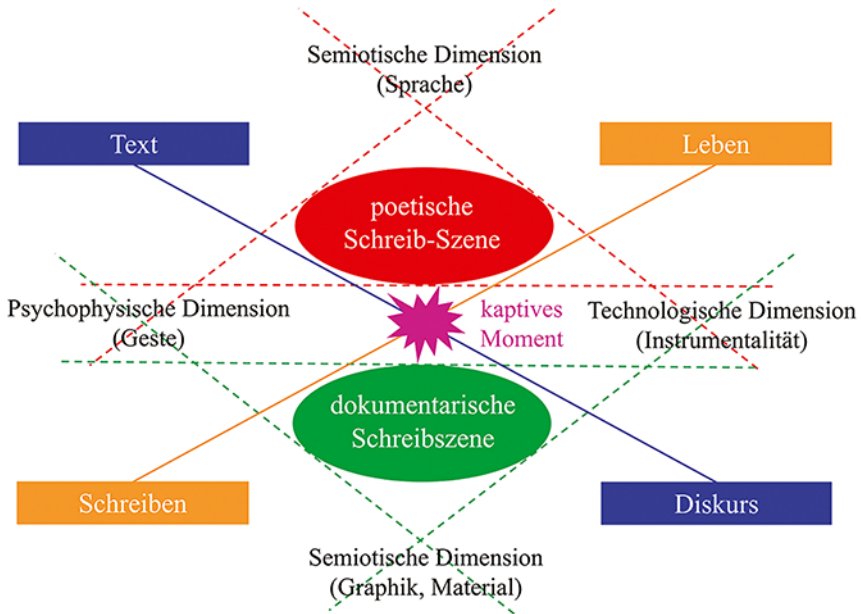 Semiotische Dimension
(Sprache)
Text
Leben
poetische
Schreib-Szene
Psychophysische Dimension
(Geste)
kaptives
Moment
Technologische Dimension
(Instrumentalität)
dokumentarische
Schreibszene
Schreiben
Diskurs
Semiotische Dimension
(Graphik, Material)